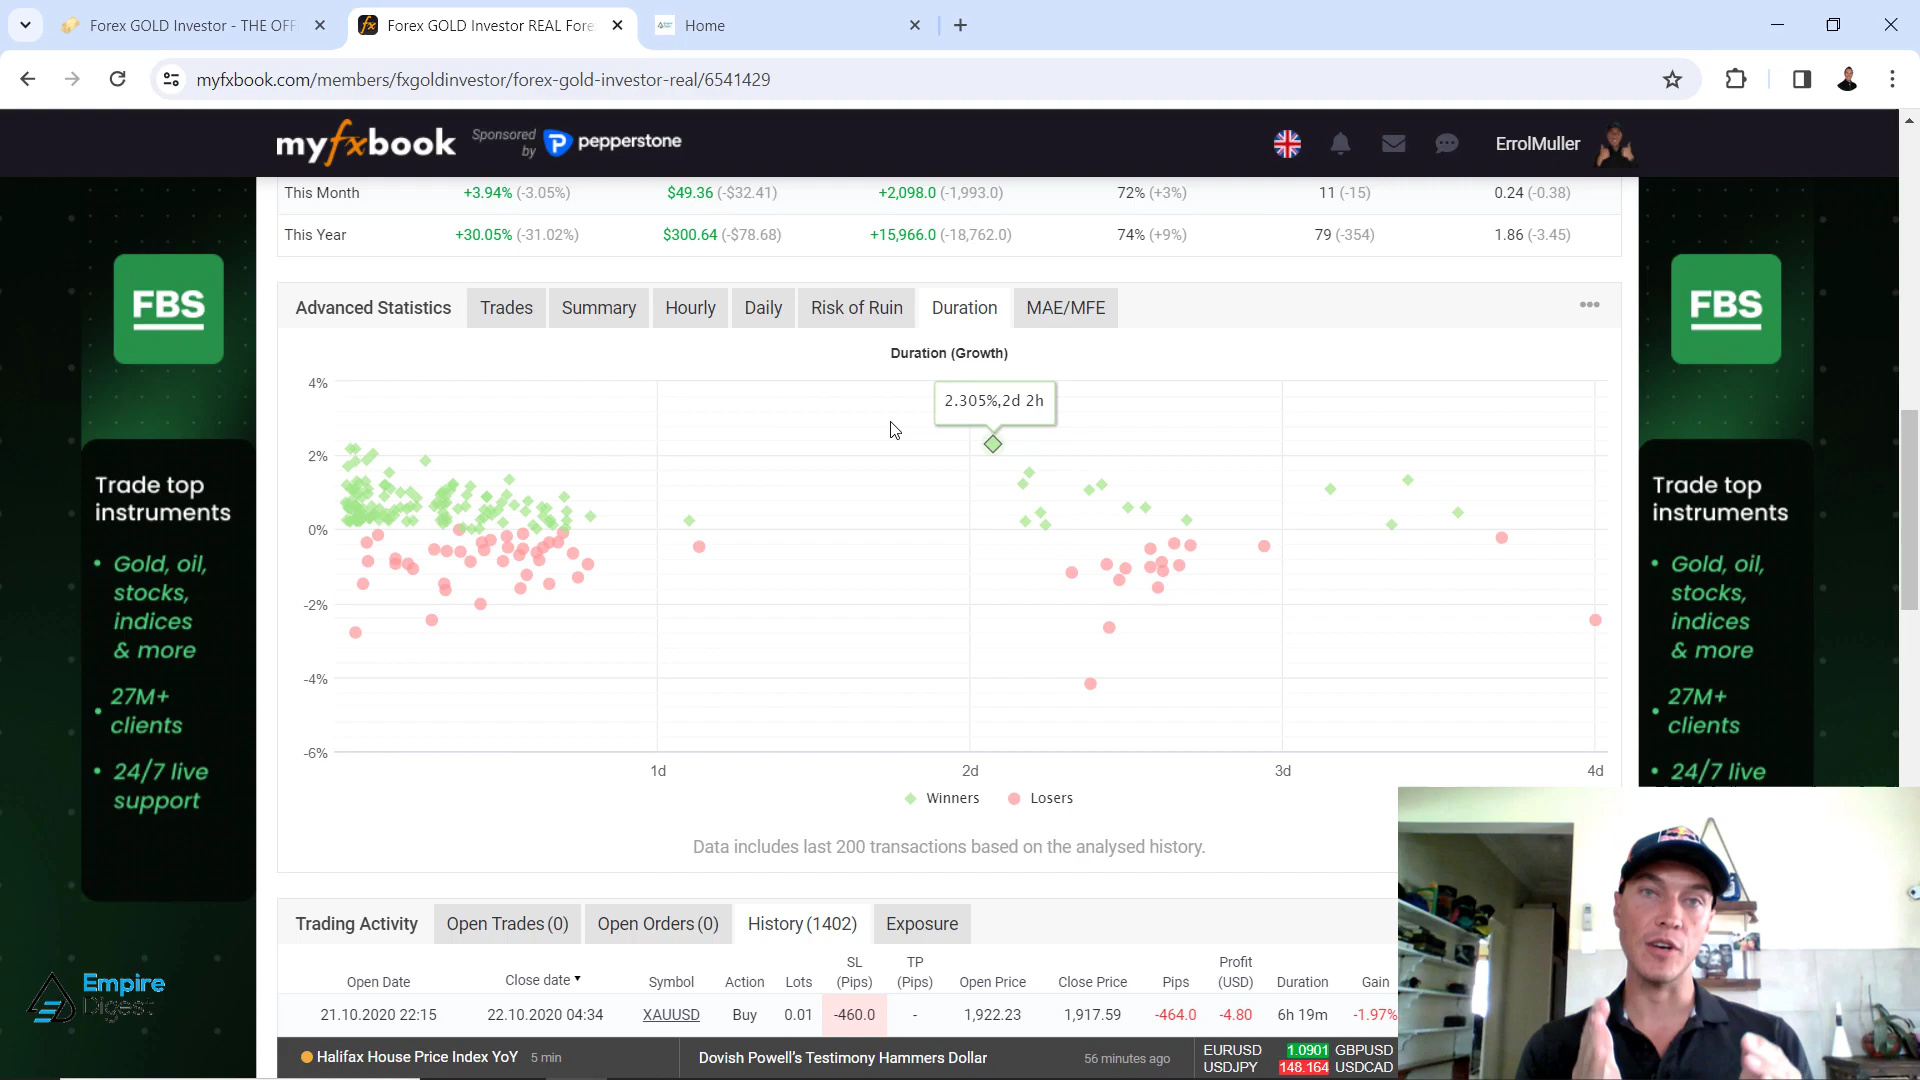 Forex GOLD Investor - THE OFF
Forex GOLD Investor REAL Fore
Home
myfxbook.com/members/fxgoldinvestor/forex-gold-investor-real/6541429
myfxbook
Sponsored
by
pepperstone
ErrolMuller
This Month +3.94% (-3.05%) $49.36 (-$32.41) +2,098.0 (-1,993.0) 72% (+3%) 11 (-15) 0.24 (-0.38)
This Year +30.05% (-31.02%) $300.64 (-$78.68) +15,966.0 (-18,762.0) 74% (+9%) 79 (-354) 1.86 (-3.45)
Advanced Statistics Trades Summary Hourly Daily Risk of Ruin Duration MAE/MFE
Duration (Growth)
4%
2%
0%
-2%
-4%
-6%
2.305%,2d 2h
1d 2d 3d 4d
Winners Losers
Data includes last 200 transactions based on the analysed history.
FBS
Trade top
instruments
• Gold, oil,
stocks,
indices
& more
• 27M+
clients
• 24/7 live
support
FBS
Trade top
instruments
• Gold, oil,
stocks,
indices
& more
• 27M+
clients
• 24/7 live
Trading Activity Open Trades (0) Open Orders (0) History (1402) Exposure
Open Date Close date Symbol Action Lots SL (Pips) TP (Pips) Open Price Close Price Pips Profit (USD) Duration Gain
21.10.2020 22:15 22.10.2020 04:34 XAUUSD Buy 0.01 -460.0 - 1,922.23 1,917.59 -464.0 -4.80 6h 19m -1.97%
Empire
Digest
Halifax House Price Index YoY 5 min
Dovish Powell's Testimony Hammers Dollar 56 minutes ago
EURUSD 1.0901 GBPUSD
USDJPY 148.164 USDCAD